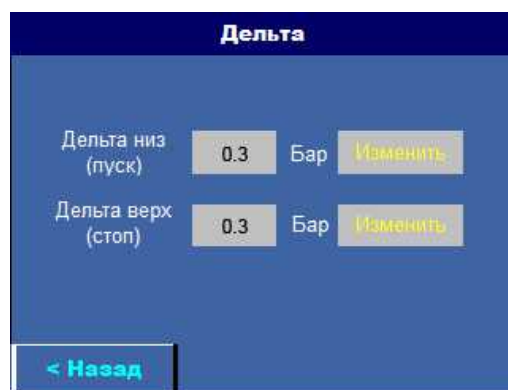 Дельта
Дельта низ
(пуск)
0.3
Бар
Изменить
Дельта верх
(стоп)
0.3
Бар
Изменить
< Назад